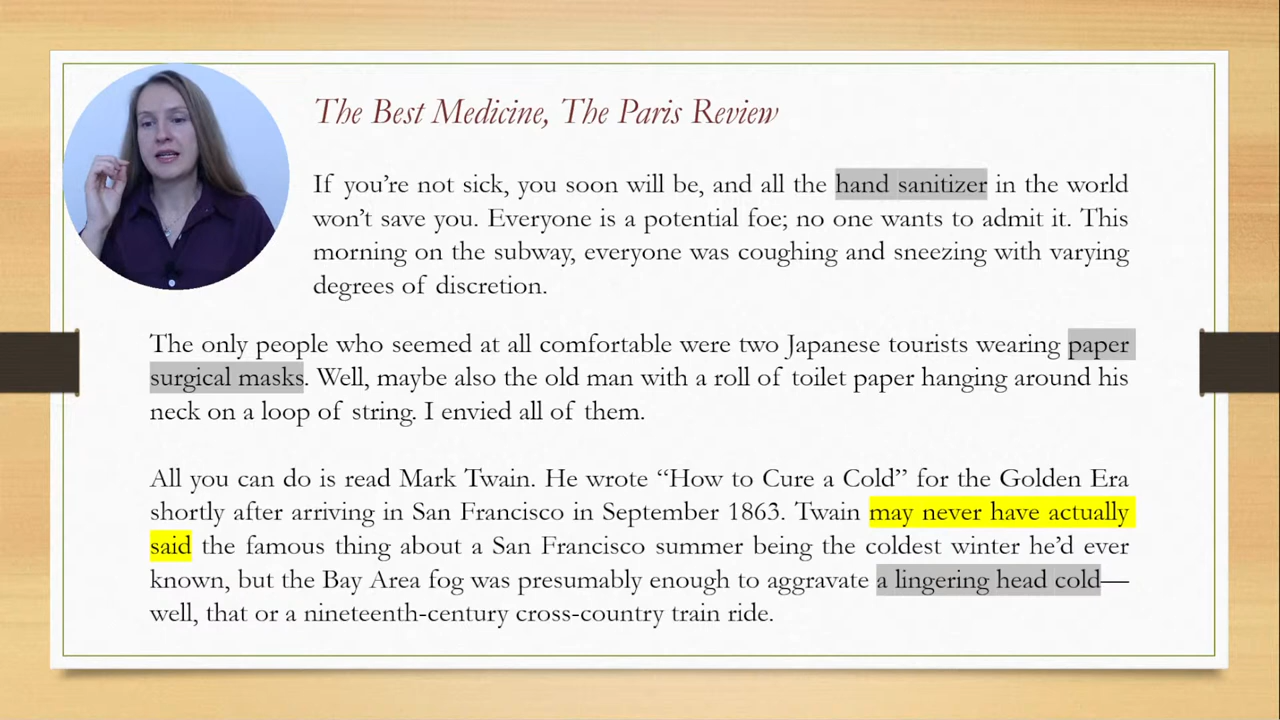 The Best Medicine, The Paris Review
If you’re not sick, you soon will be, and all the hand sanitizer in the world
won’t save you. Everyone is a potential foe; no one wants to admit it. This
morning on the subway, everyone was coughing and sneezing with varying
degrees of discretion.
The only people who seemed at all comfortable were two Japanese tourists wearing paper
surgical masks. Well, maybe also the old man with a roll of toilet paper hanging around his
neck on a loop of string. I envied all of them.
All you can do is read Mark Twain. He wrote “How to Cure a Cold” for the Golden Era
shortly after arriving in San Francisco in September 1863. Twain may never have actually
said the famous thing about a San Francisco summer being the coldest winter he’d ever
known, but the Bay Area fog was presumably enough to aggravate a lingering head cold—
well, that or a nineteenth-century cross-country train ride.